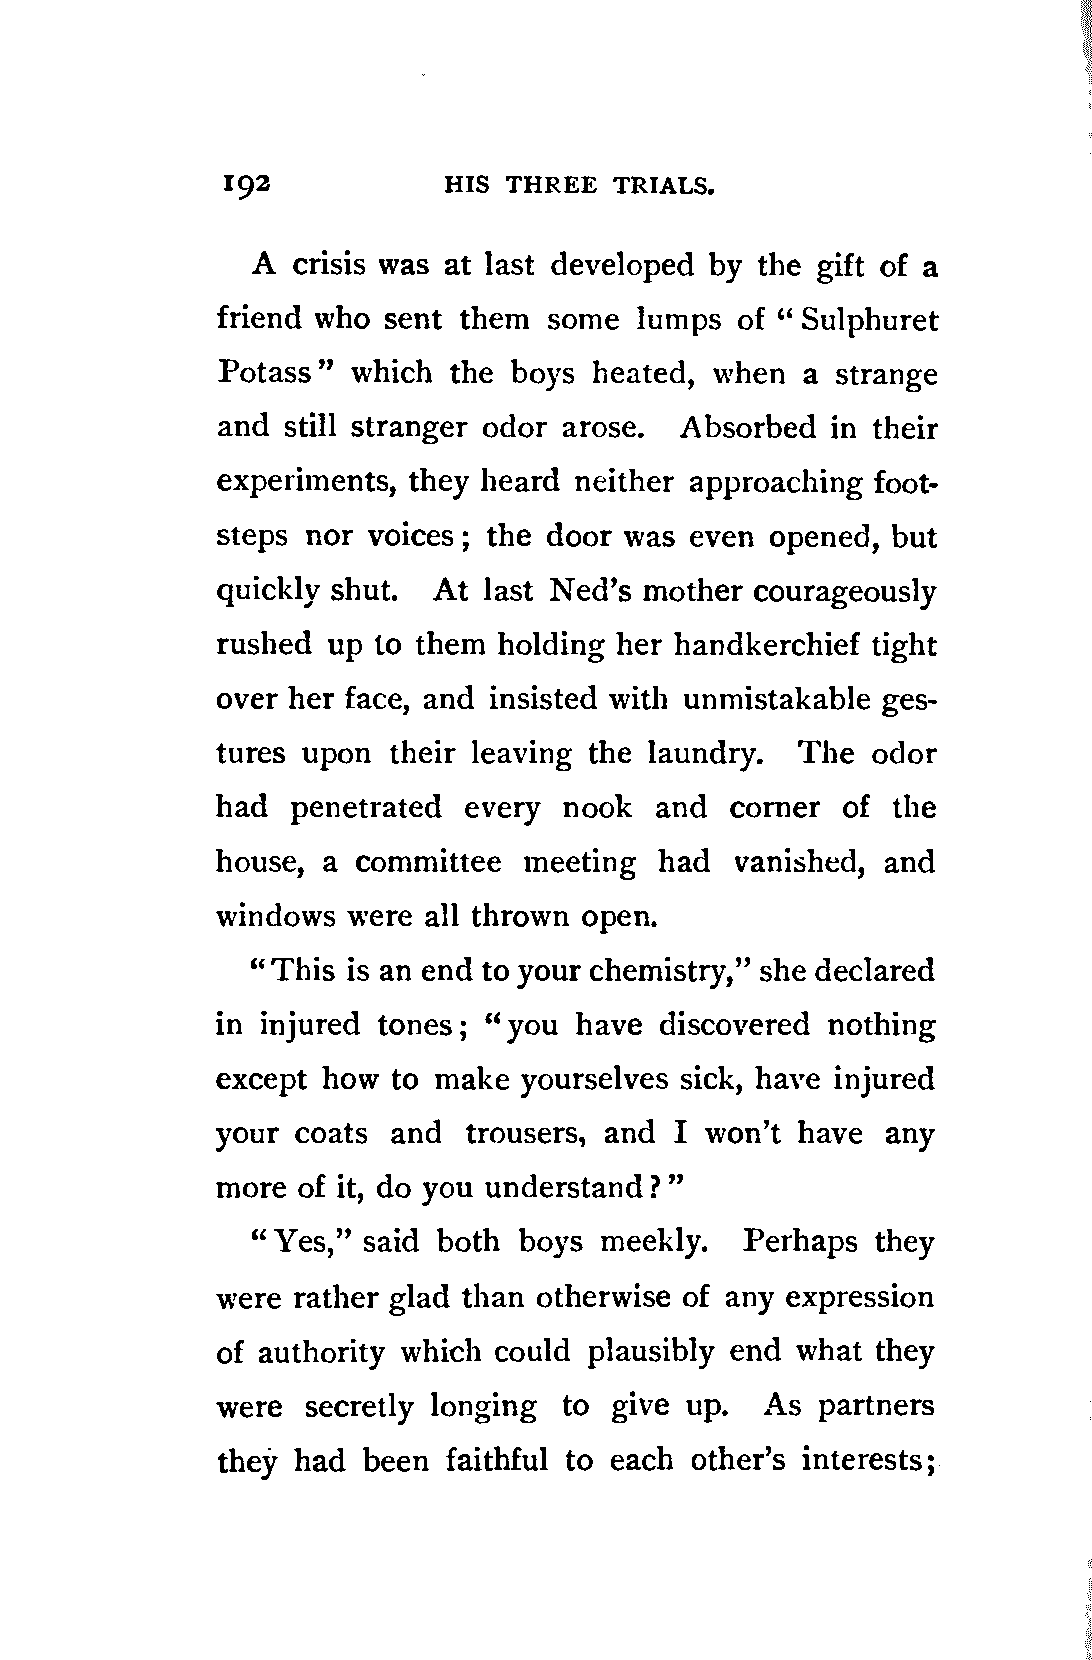 192 HIS THREE TRIALS.
A crisis was at last developed by the gift of a
friend who sent them some lumps of “Sulphuret
Potass” which the boys heated, when a strange
and still stranger odor arose. Absorbed in their
experiments, they heard neither approaching foot-
steps nor voices; the door was even opened, but
quickly shut. At last Ned’s mother courageously
rushed up to them holding her handkerchief tight
over her face, and insisted with unmistakable ges-
tures upon their leaving the laundry. The odor
had penetrated every nook and corner of the
house, a committee meeting had vanished, and
windows were all thrown open.
“This is an end to your chemistry,” she declared
in injured tones; “you have discovered nothing
except how to make yourselves sick, have injured
your coats and trousers, and I won’t have any
more of it, do you understand?”
“Yes,” said both boys meekly. Perhaps they
were rather glad than otherwise of any expression
of authority which could plausibly end what they
were secretly longing to give up. As partners
they had been faithful to each other’s interests;